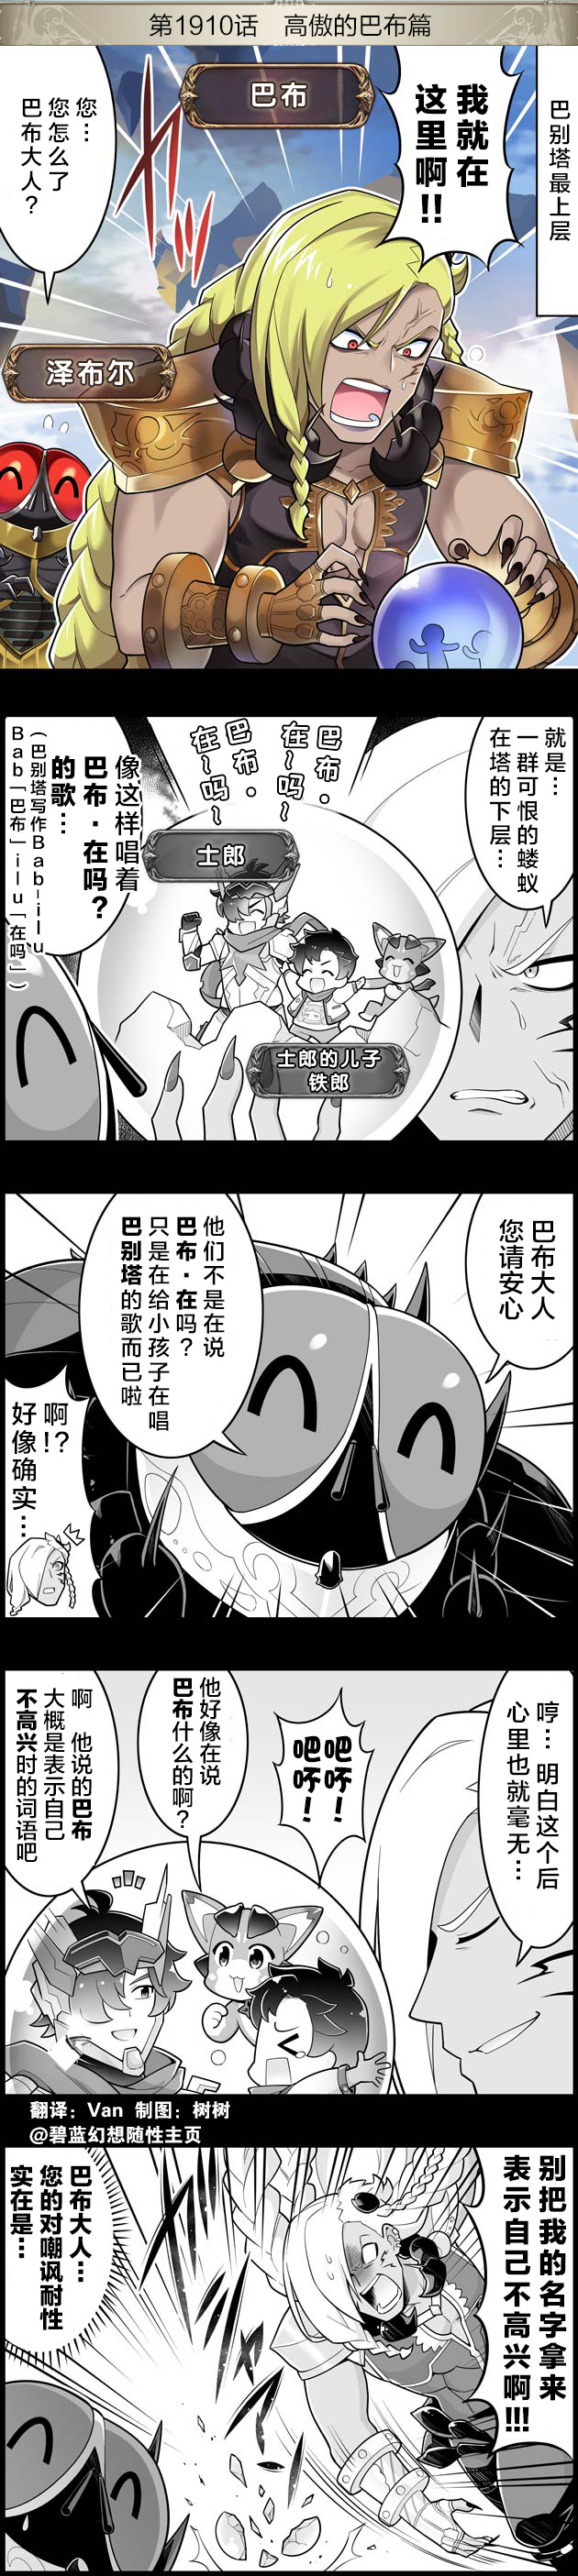 第1910话　高傲的巴布篇
巴别塔最上层
我就在
这里啊!!
巴布
您…
您怎么了
巴布大人？
泽布尔
就是…
一群可恨的蝼蚁
在塔的下层…
巴布·
在~吗~
巴布·
在~吗~
士郎
士郎的儿子
铁郎
像这样唱着
巴布·在吗？
的歌…
（巴别塔写作Bab-ilu
Bab「巴布」ilu「在吗」）
巴布大人
您请安心
他们不是在说
巴布·在吗？
只是在给小孩子在唱
巴别塔的歌而已啦
啊!?
好像确实…
哼… 明白这个后
心里也就毫无…
吧咘！
吧咘！
他好像在说
巴布什么的啊？
啊 他说的巴布
大概是表示自己
不高兴时的词语吧
翻译：Van 制图：树树
@碧蓝幻想随性主页
别把我的名字拿来
表示自己不高兴啊!!!
巴布大人…
您的对嘲讽耐性
实在是…